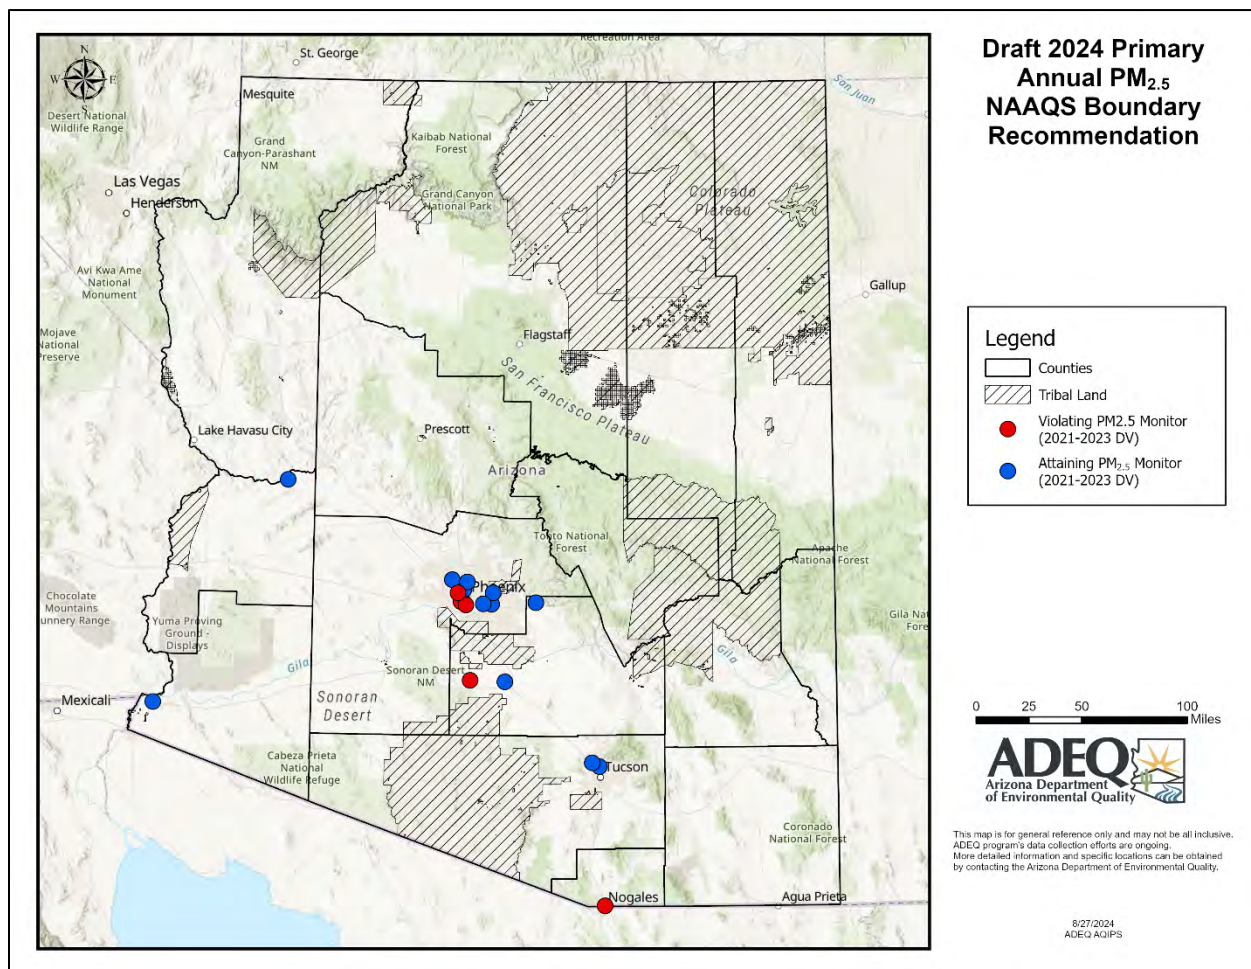 Draft 2024 Primary
Annual PM2.5
NAAQS Boundary
Recommendation
N
W
E
S
Recreation Area
St. George
San Juan
Mesquite
Desert National
Wildlife Range
Grand
Canyon-Parashant
NM
Kaibab National
Forest
Las Vegas
Henderson
Grand Canyon
National Park
Colorado
Plateau
Avi Kwa Ame
National
Monument
Gallup
Mojave
National
Preserve
Flagstaff
San Francisco Plateau
Lake Havasu City
Prescott
Arizona
Tonto National
Forest
Apache
National Forest
Phoenix
Chocolate
Mountains
Gunnery Range
Yuma Proving
Ground -
Displays
Gila
Gila
Sonoran Desert
NM
Mexicali
Sonoran
Desert
Cabeza Prieta
National
Wildlife Refuge
Tucson
Coronado
National Forest
Nogales
Agua Prieta
Legend
Counties
Tribal Land
Violating PM2.5 Monitor
(2021-2023 DV)
Attaining PM2.5 Monitor
(2021-2023 DV)
0 25 50 100
Miles
ADEQ
Arizona Department
of Environmental Quality
This map is for general reference only and may not be all inclusive.
ADEQ program's data collection efforts are ongoing.
More detailed information and specific locations can be obtained
by contacting the Arizona Department of Environmental Quality.
8/27/2024
ADEQ AQIPS